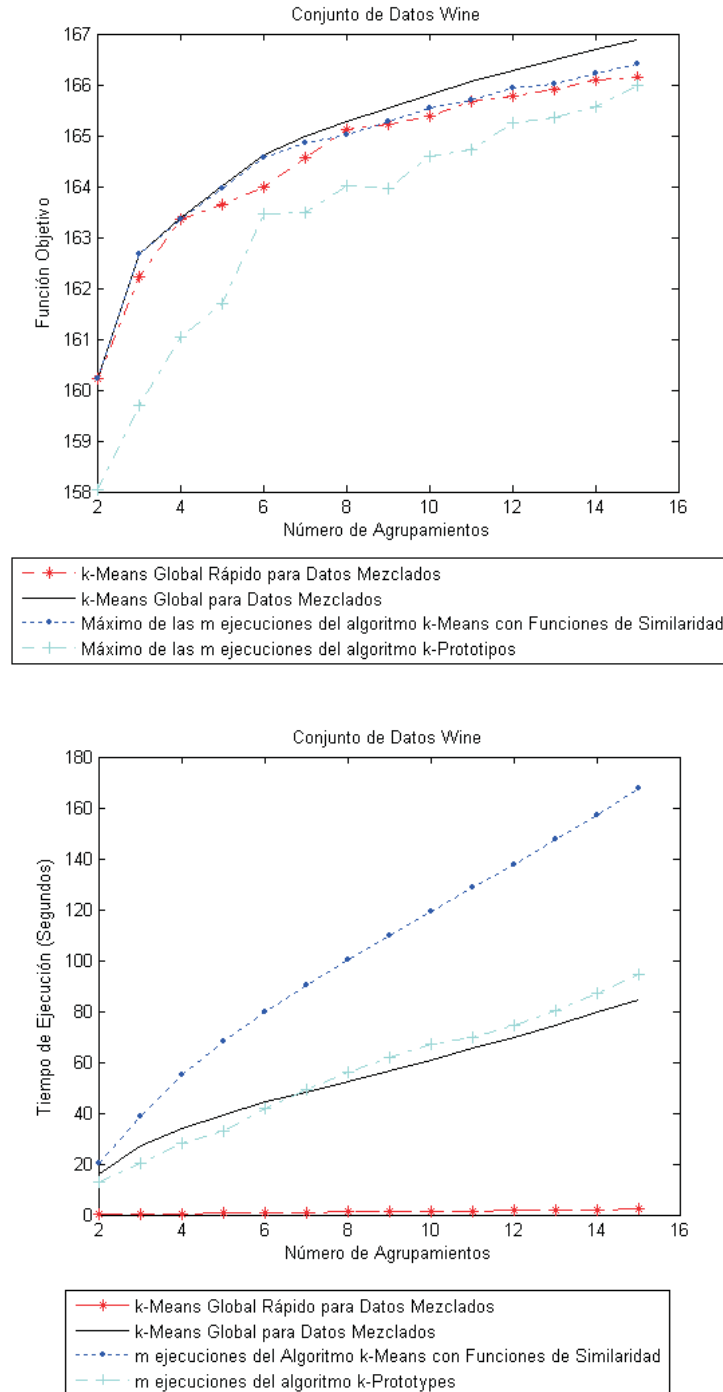 Conjunto de Datos Wine
167
166
165
164
163
162
161
160
159
158
Función Objetivo
2 4 6 8 10 12 14 16
Número de Agrupamientos
k-Means Global Rápido para Datos Mezclados
k-Means Global para Datos Mezclados
Máximo de las m ejecuciones del algoritmo k-Means con Funciones de Similaridad
Máximo de las m ejecuciones del algoritmo k-Prototipos
Conjunto de Datos Wine
180
160
140
120
100
80
60
40
20
0
Tiempo de Ejecución (Segundos)
2 4 6 8 10 12 14 16
Número de Agrupamientos
k-Means Global Rápido para Datos Mezclados
k-Means Global para Datos Mezclados
m ejecuciones del Algoritmo k-Means con Funciones de Similaridad
m ejecuciones del algoritmo k-Prototypes